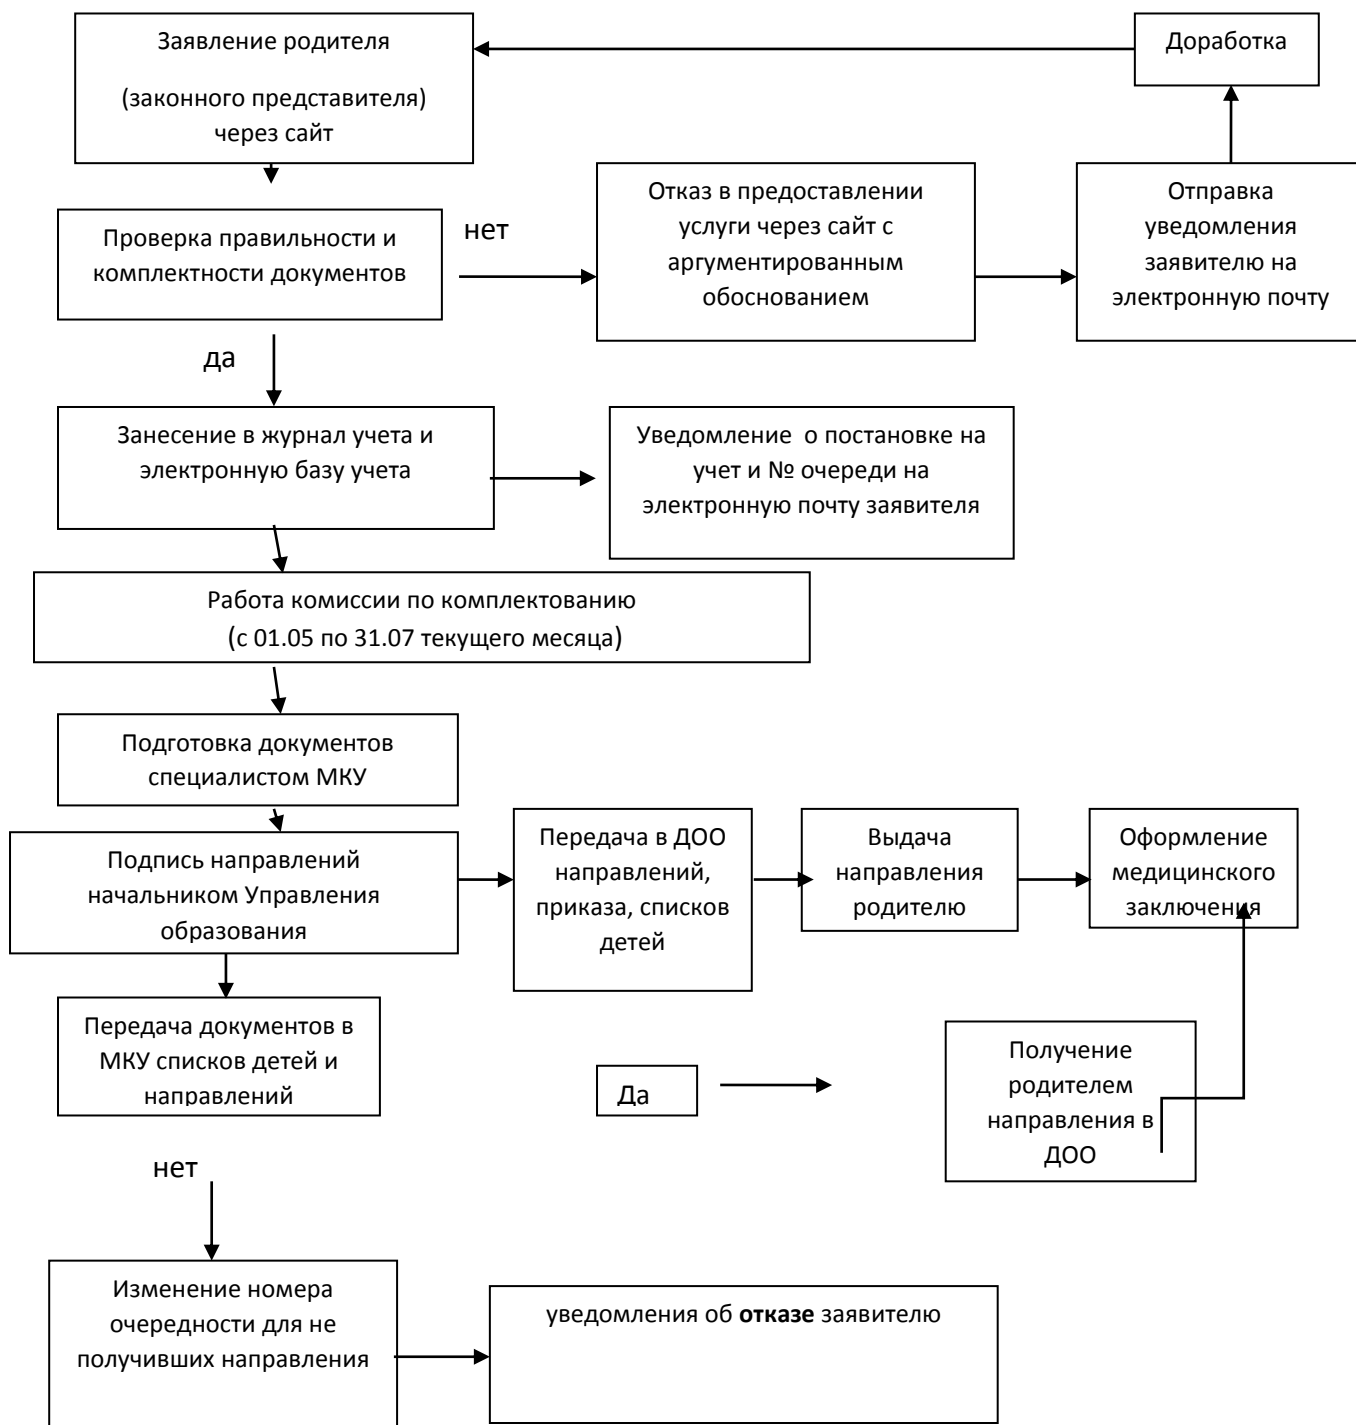 Заявление родителя
(законного представителя)
через сайт
Доработка
Проверка правильности и
комплектности документов
нет
Отказ в предоставлении
услуги через сайт с
аргументированным
обоснованием
Отправка
уведомления
заявителю на
электронную почту
да
Занесение в журнал учета и
электронную базу учета
Уведомление о постановке на
учет и № очереди на
электронную почту заявителя
Работа комиссии по комплектованию
(с 01.05 по 31.07 текущего месяца)
Подготовка документов
специалистом МКУ
Подпись направлений
начальником Управления
образования
Передача в ДОО
направлений,
приказа, списков
детей
Выдача
направления
родителю
Оформление
медицинского
заключения
Передача документов в
МКУ списков детей и
направлений
Да
Получение
родителем
направления в
ДОО
нет
Изменение номера
очередности для не
получивших направления
уведомления об отказе заявителю